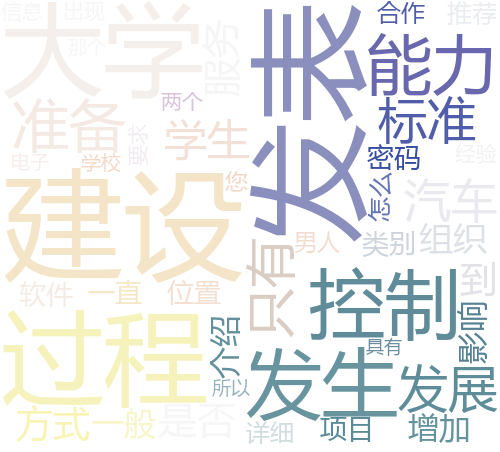 信息
出现
大学
服务
那个
准备
两个
要求
学生
电子
学校
您
建设
软件
一直
位置
过程
介绍
所以
方式
一般
是否
发表
合作
推荐
能力
标准
密码
经验
怎么
汽车
只有
男人
类别
组织
到
控制
影响
具有
发生
发展
详细
项目
增加